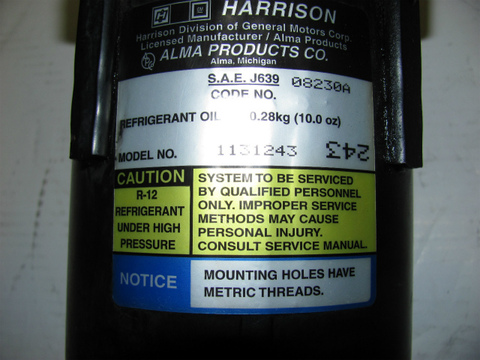 HARRISON
Harrison Division of General Motors Corp.
Licensed Manufacturer / Alma Products
ALMA PRODUCTS CO.
Alma, Michigan
S.A.E. J639 08230A
CODE NO.
REFRIGERANT OIL 0.28kg (10.0 oz)
MODEL NO. 1131243 243
CAUTION
R-12
REFRIGERANT
UNDER HIGH
PRESSURE
SYSTEM TO BE SERVICED
BY QUALIFIED PERSONNEL
ONLY. IMPROPER SERVICE
METHODS MAY CAUSE
PERSONAL INJURY.
CONSULT SERVICE MANUAL.
NOTICE
MOUNTING HOLES HAVE
METRIC THREADS.